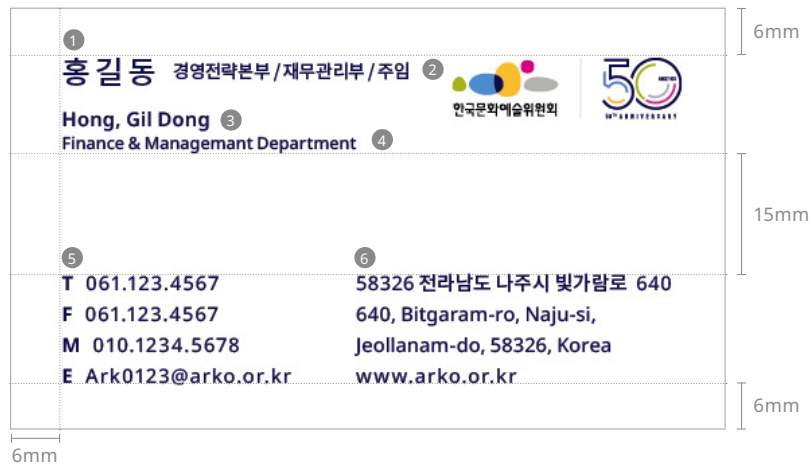 6mm
1
홍길동 경영전략본부/재무관리부/주임 2
한국문화예술위원회
50
50TH ANNIVERSARY
Hong, Gil Dong 3
Finance & Managemant Department 4
15mm
5
T 061.123.4567
F 061.123.4567
M 010.1234.5678
E Ark0123@arko.or.kr
6
58326 전라남도 나주시 빛가람로 640
640, Bitgaram-ro, Naju-si,
Jeollanam-do, 58326, Korea
www.arko.or.kr
6mm
6mm